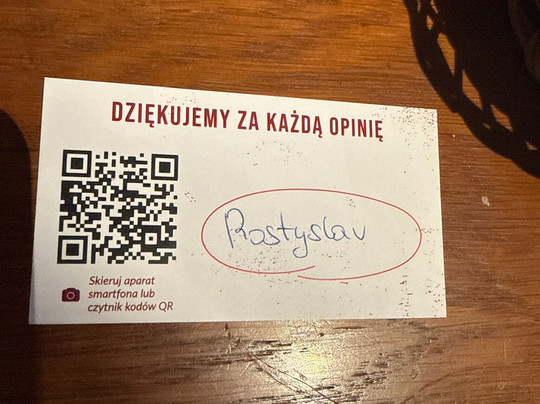 DZIĘKUJEMY ZA KAŻDĄ OPINIĘ
Rostyslav
Skieruj aparat
smartfona lub
czytnik kodów QR